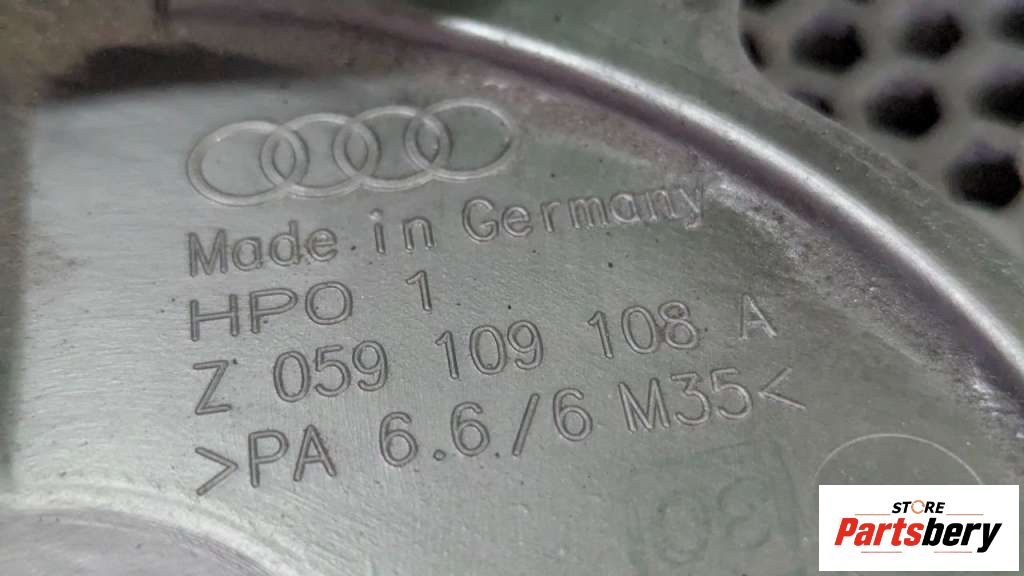 Made in Germany
HPO 1
Z 059 109 108 A
>PA 6.6/6 M35<
STORE
Partsbery